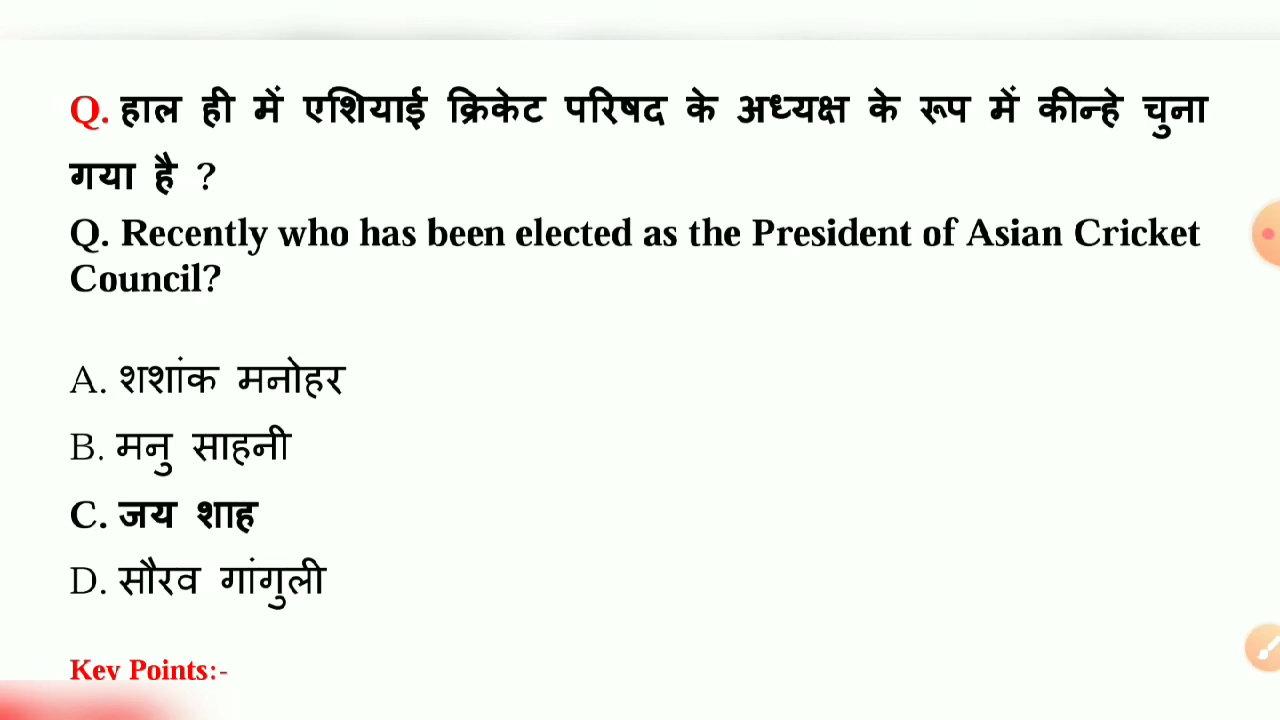 Q. हाल ही में एशियाई क्रिकेट परिषद के अध्यक्ष के रूप में कीन्हे चुना
गया है ?
Q. Recently who has been elected as the President of Asian Cricket
Council?
A. शशांक मनोहर
B. मनु साहनी
C. जय शाह
D. सौरव गांगुली
Key Points:-